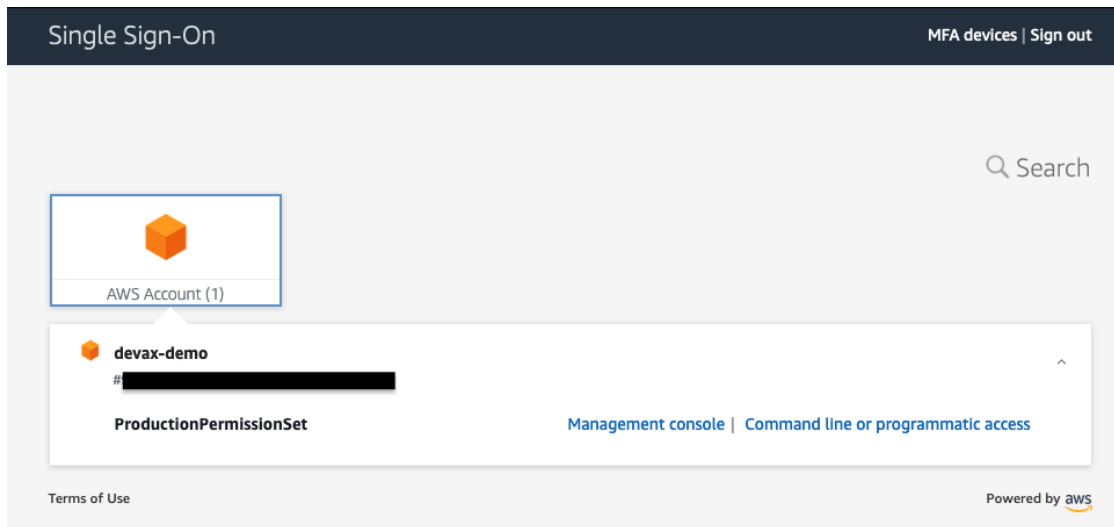 Single Sign-On
MFA devices | Sign out
Search
AWS Account (1)
devax-demo
#
ProductionPermissionSet
Management console | Command line or programmatic access
Terms of Use
Powered by aws